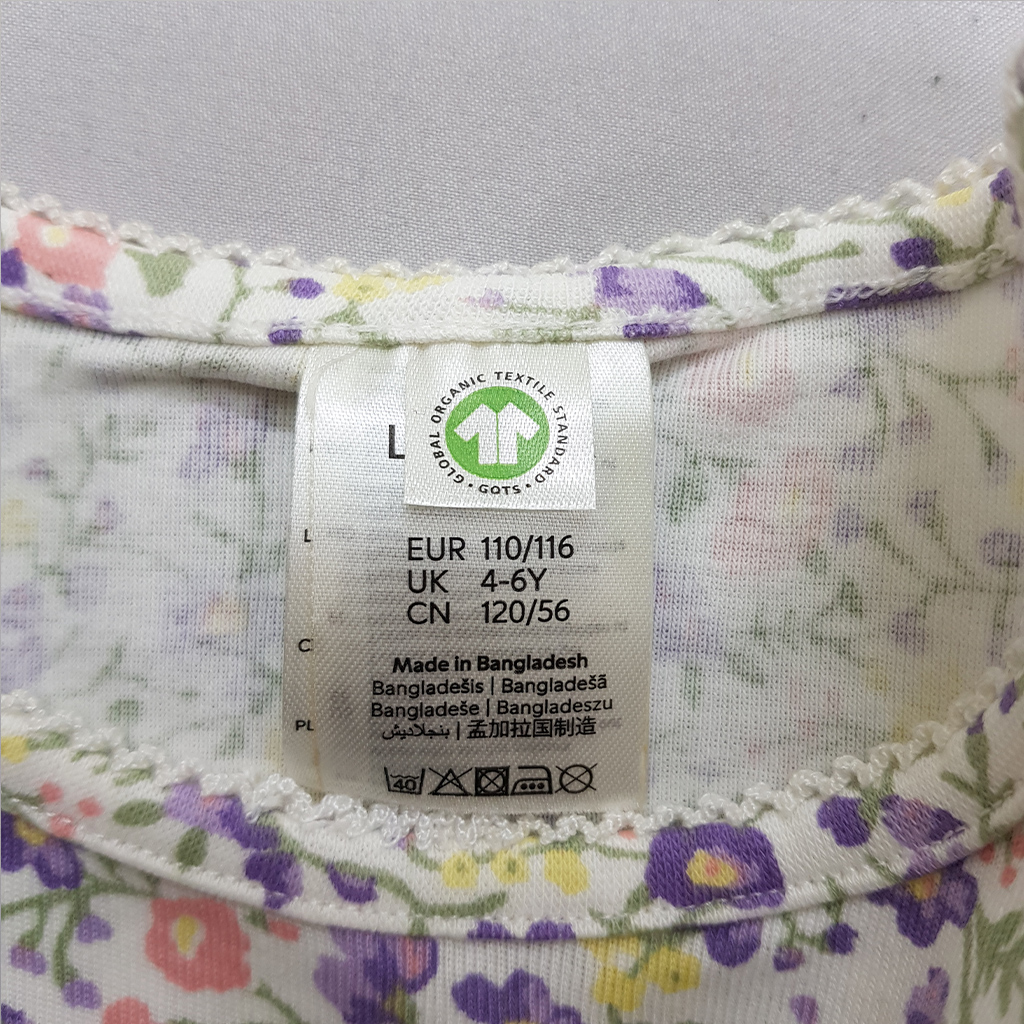 GLOBAL ORGANIC TEXTILE STANDARD
· GOTS ·
L
L
EUR 110/116
UK 4-6Y
CN 120/56
C
Made in Bangladesh
Bangladešis | Bangladešā
Bangladeše | Bangladeszu
PL
بنجلاديش | 孟加拉国制造
40